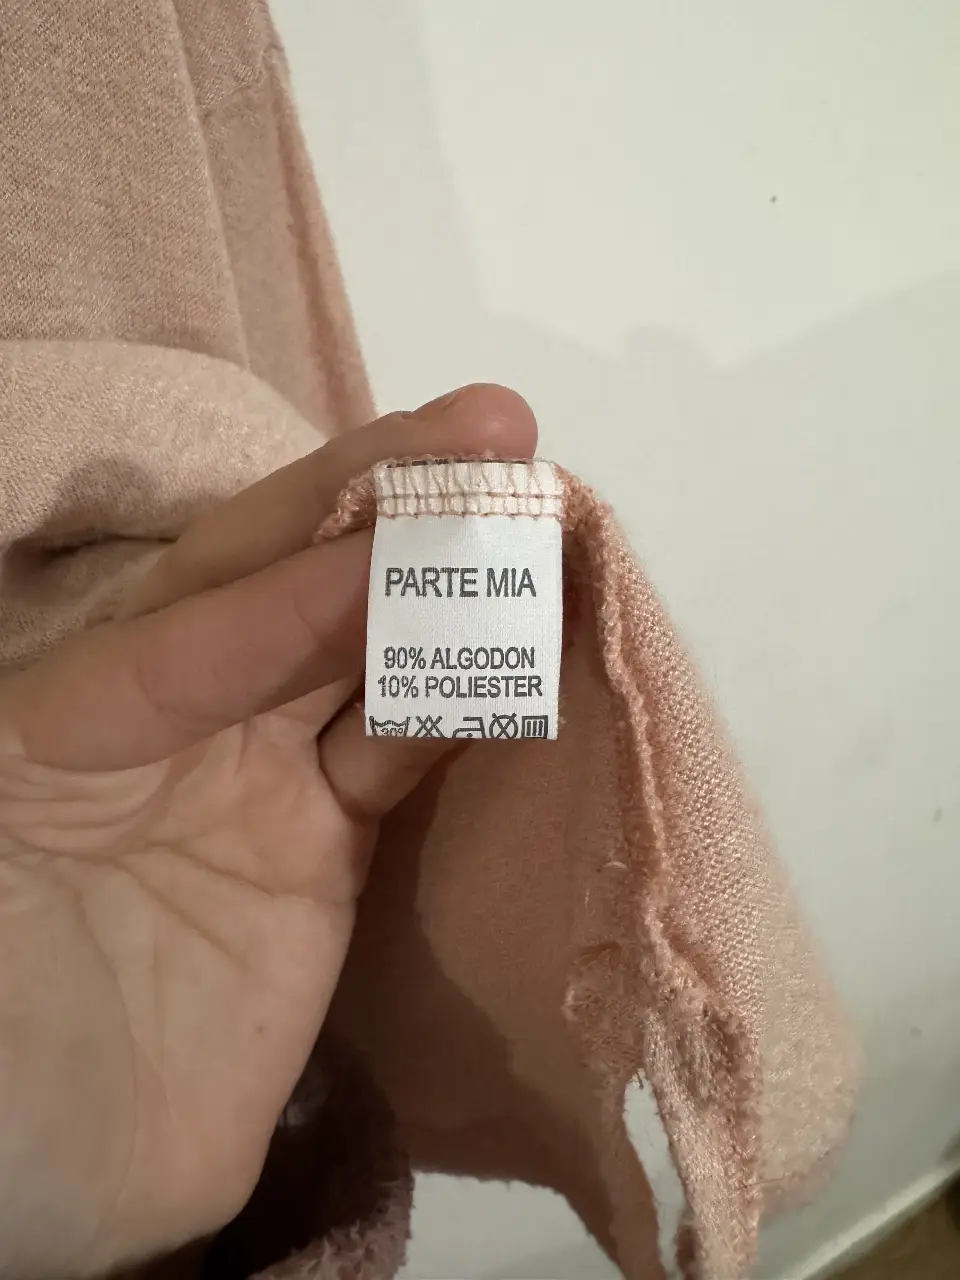 PARTE MIA
90% ALGODON
10% POLIESTER
30°